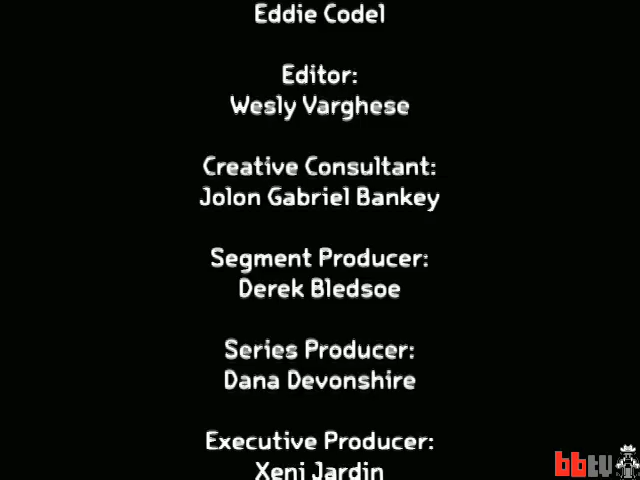 Eddie Codel
Editor:
Wesly Varghese
Creative Consultant:
Jolon Gabriel Bankey
Segment Producer:
Derek Bledsoe
Series Producer:
Dana Devonshire
Executive Producer:
Xeni Jardin
bbtv